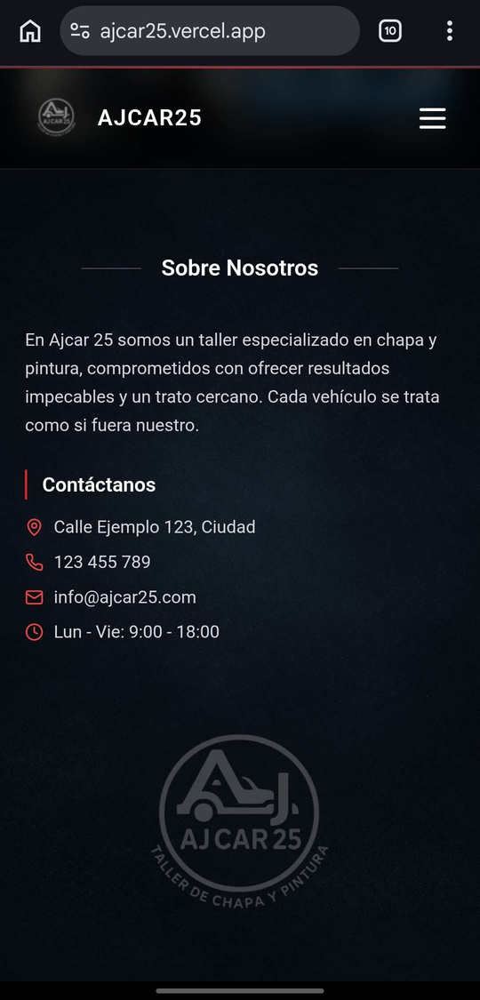 ajcar25.vercel.app
10
AJ CAR 25
AJCAR25
Sobre Nosotros
En Ajcar 25 somos un taller especializado en chapa y
pintura, comprometidos con ofrecer resultados
impecables y un trato cercano. Cada vehículo se trata
como si fuera nuestro.
Contáctanos
Calle Ejemplo 123, Ciudad
123 455 789
info@ajcar25.com
Lun - Vie: 9:00 - 18:00
AJ CAR 25
TALLER DE CHAPA Y PINTURA